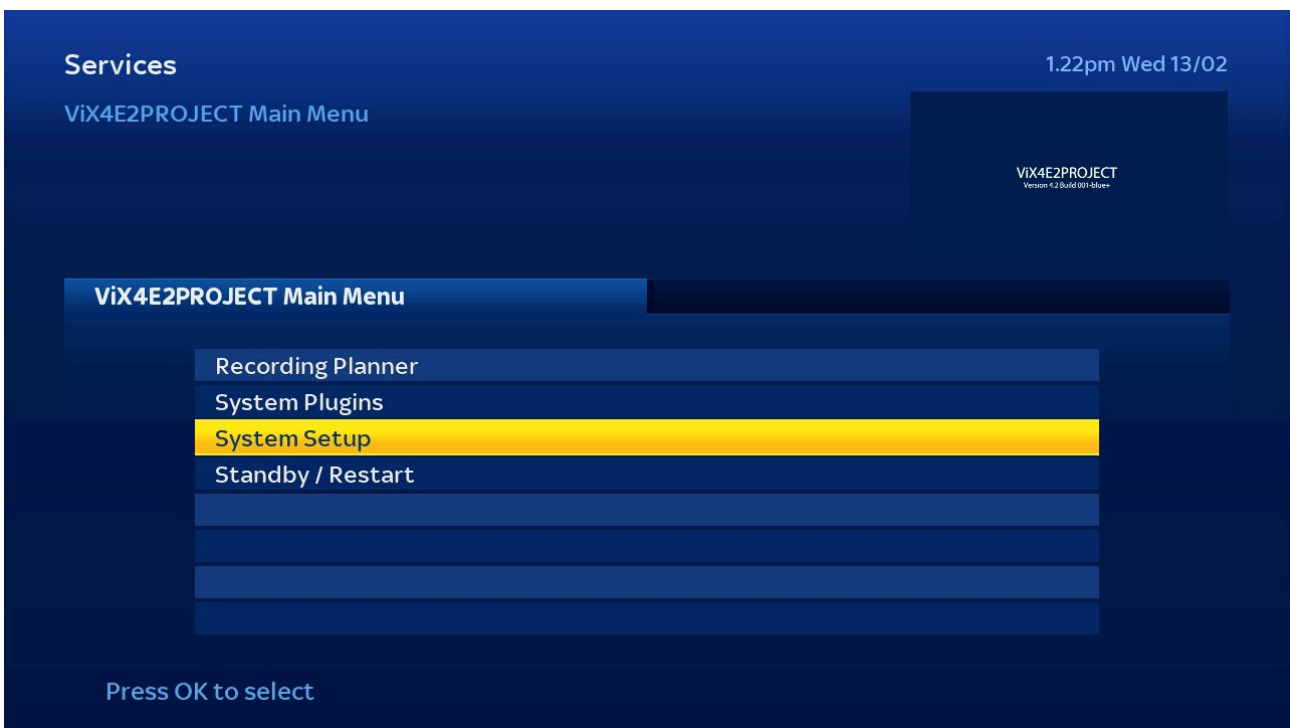 Services
1.22pm Wed 13/02
ViX4E2PROJECT Main Menu
ViX4E2PROJECT
Version 4.2 Build 001-blue+
ViX4E2PROJECT Main Menu
Recording Planner
System Plugins
System Setup
Standby / Restart
Press OK to select